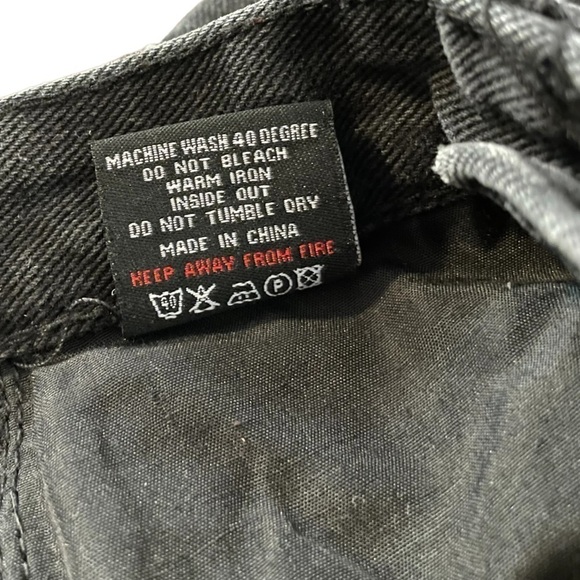 MACHINE WASH 40 DEGREE
DO NOT BLEACH
WARM IRON
INSIDE OUT
DO NOT TUMBLE DRY
MADE IN CHINA
KEEP AWAY FROM FIRE
40 P